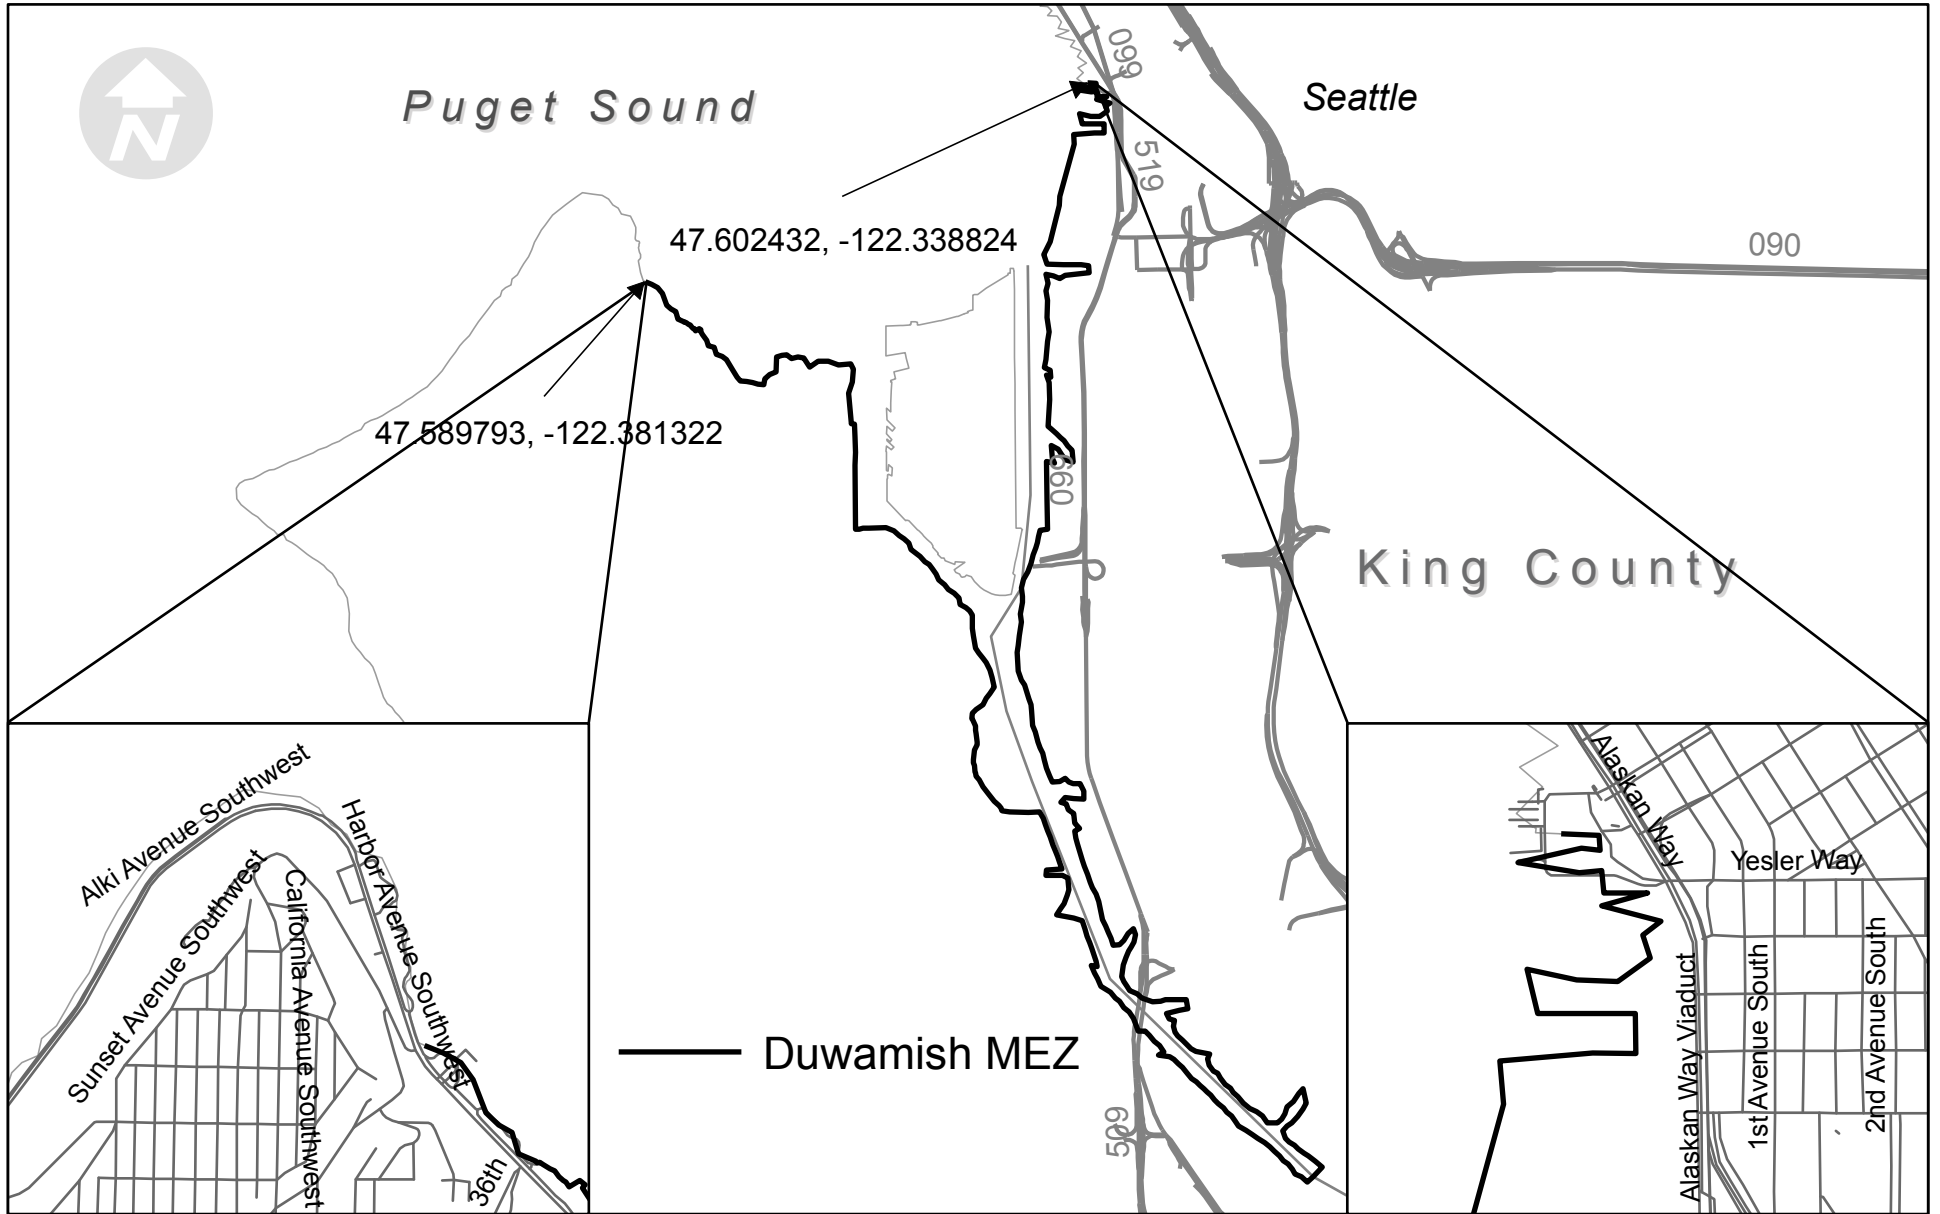 N
Puget Sound
099
Seattle
519
47.602432, -122.338824
090
47.589793, -122.381322
099
King County
Duwamish MEZ
509
Alki Avenue Southwest
Harbor Avenue Southwest
Sunset Avenue Southwest
California Avenue Southwest
36th
Alaskan Way
Yesler Way
Alaskan Way Viaduct
1st Avenue South
2nd Avenue South